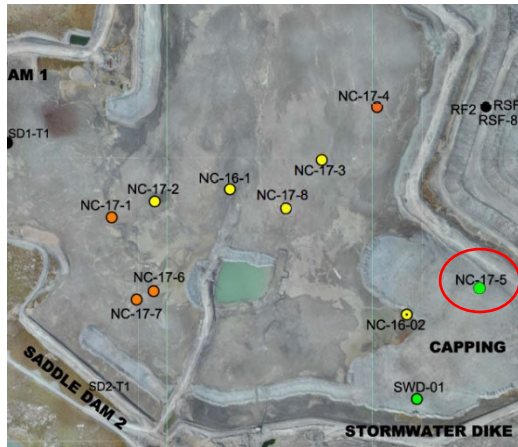 AM 1
NC-17-4
RSF
RF2
RSF-8
SD1-T1
NC-17-3
NC-17-2
NC-16-1
NC-17-1
NC-17-8
NC-17-6
NC-17-5
NC-17-7
NC-16-02
CAPPING
SADDLE DAM 2
SD2-T1
SWD-01
STORMWATER DIKE